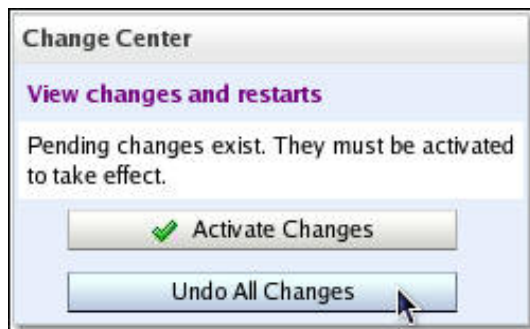 Change Center
View changes and restarts
Pending changes exist. They must be activated
to take effect.
Activate Changes
Undo All Changes